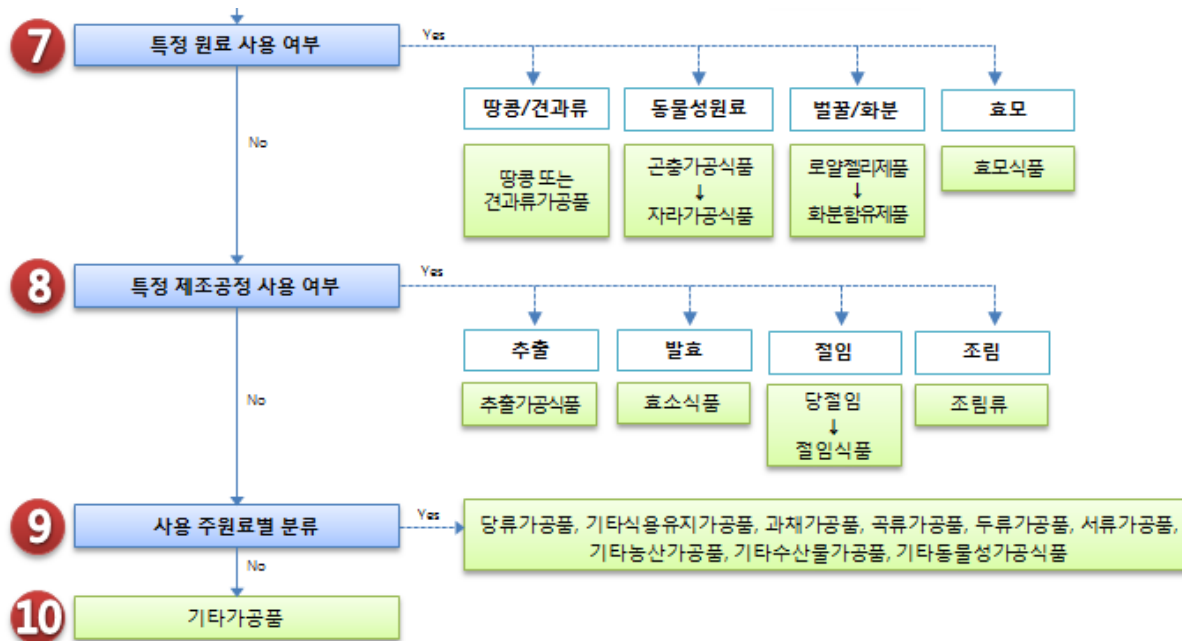 7
특정 원료 사용 여부
Yes
땅콩/견과류
동물성원료
벌꿀/화분
효모
No
땅콩 또는
견과류가공품
곤충가공식품
↓
자라가공식품
로얄젤리제품
↓
화분함유제품
효모식품
8
특정 제조공정 사용 여부
Yes
추출
발효
절임
조림
No
추출가공식품
효소식품
당절임
↓
절임식품
조림류
9
사용 주원료별 분류
Yes
당류가공품, 기타식용유지가공품, 과채가공품, 곡류가공품, 두류가공품, 서류가공품,
기타농산가공품, 기타수산물가공품, 기타동물성가공식품
No
10
기타가공품